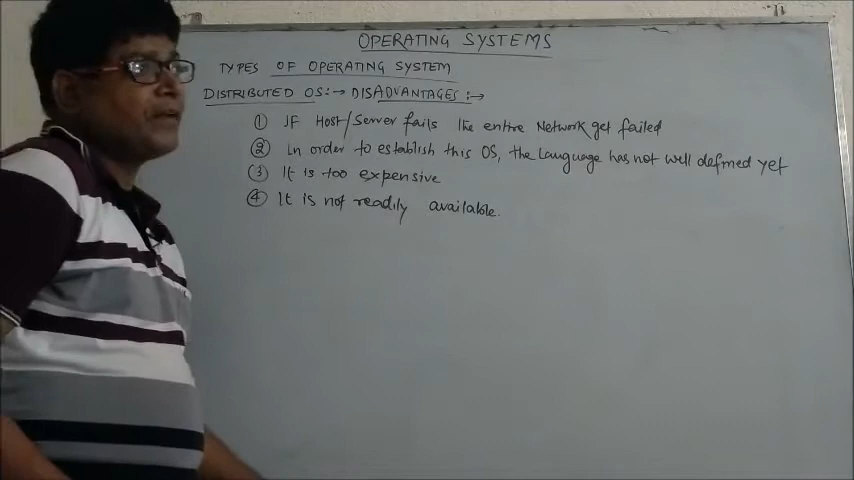 OPERATING SYSTEMS
TYPES OF OPERATING SYSTEM
DISTRIBUTED OS:→ DISADVANTAGES:→
① IF Host/Server fails the entire Network get failed
② In order to establish this OS, the Language has not well defined yet
③ It is too expensive
④ It is not readily available.